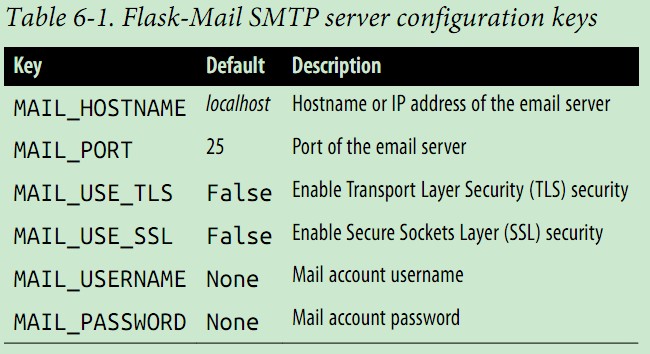 Table 6-1. Flask-Mail SMTP server configuration keys
Key Default Description
MAIL_HOSTNAME localhost Hostname or IP address of the email server
MAIL_PORT 25 Port of the email server
MAIL_USE_TLS False Enable Transport Layer Security (TLS) security
MAIL_USE_SSL False Enable Secure Sockets Layer (SSL) security
MAIL_USERNAME None Mail account username
MAIL_PASSWORD None Mail account password